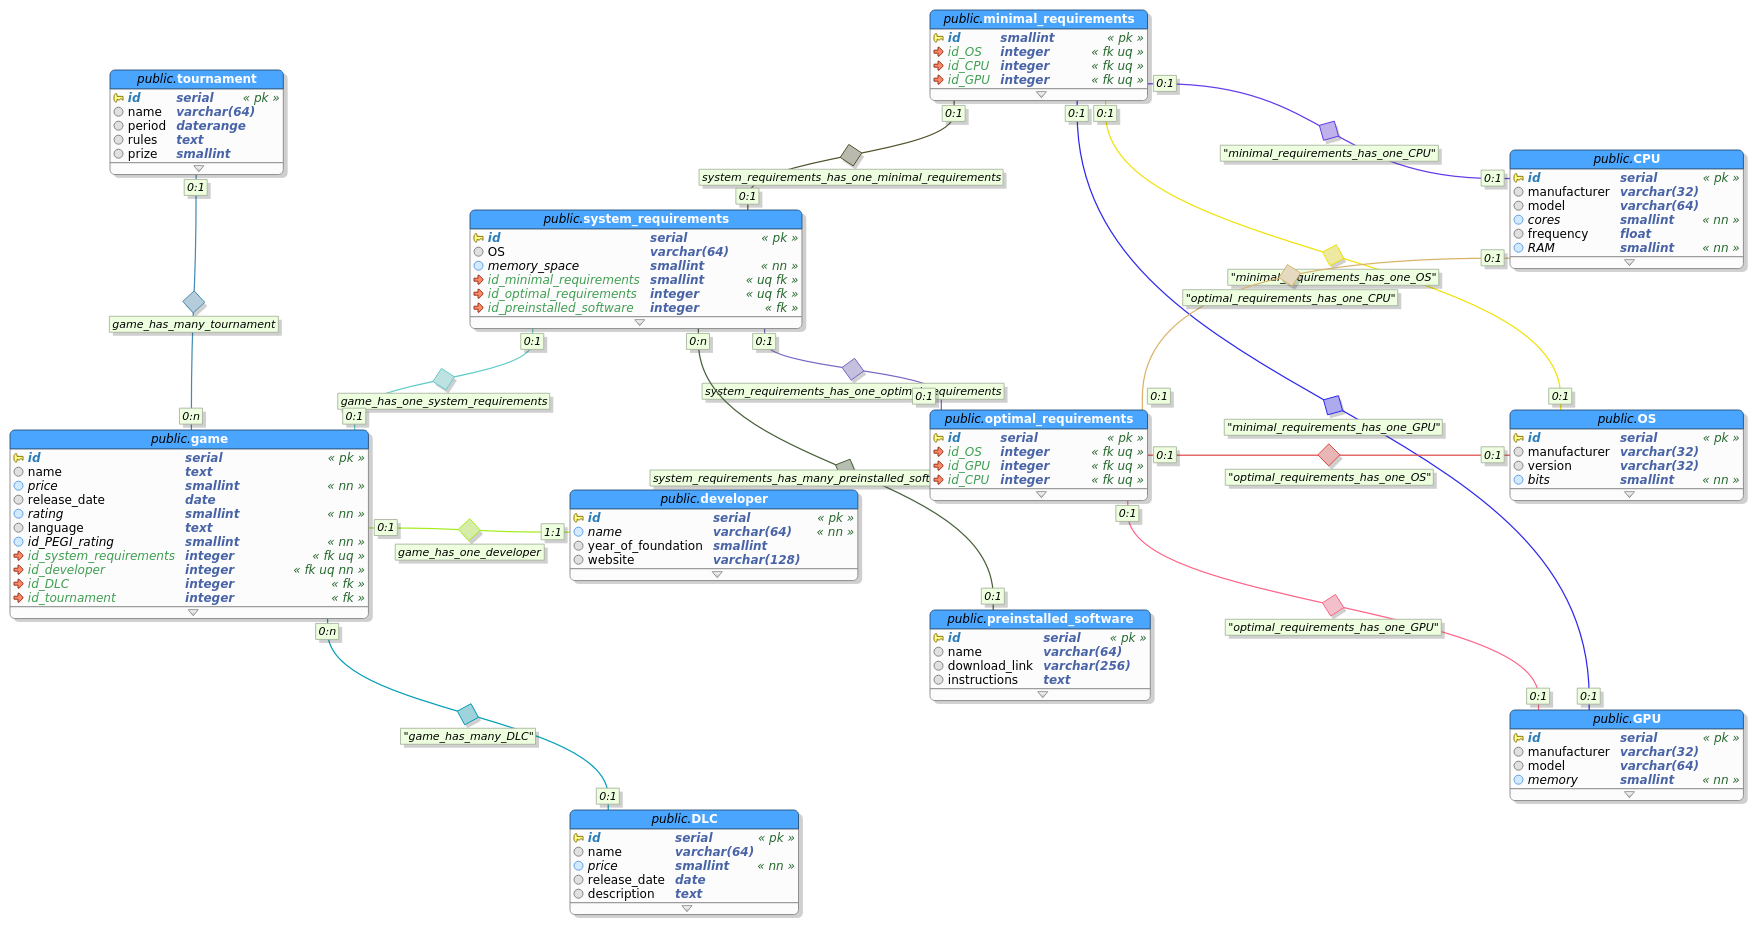 public.minimal_requirements
id smallint « pk »
id_OS integer « fk uq »
id_CPU integer « fk uq »
id_GPU integer « fk uq »
public.tournament
id serial « pk »
name varchar(64)
period daterange
rules text
prize smallint
0:1
0:1
0:1
0:1
0:1
"minimal_requirements_has_one_CPU"
system_requirements_has_one_minimal_requirements
0:1
0:1
public.CPU
id serial « pk »
manufacturer varchar(32)
model varchar(64)
cores smallint « nn »
frequency float
RAM smallint « nn »
public.system_requirements
id serial « pk »
OS varchar(64)
memory_space smallint « nn »
id_minimal_requirements smallint « uq fk »
id_optimal_requirements integer « uq fk »
id_preinstalled_software integer « fk »
0:1
"minimal_requirements_has_one_OS"
"optimal_requirements_has_one_CPU"
game_has_many_tournament
0:1
0:n
0:1
system_requirements_has_one_optimal_requirements
0:1
0:1
0:1
game_has_one_system_requirements
0:n
0:1
public.game
id serial « pk »
name text
price smallint « nn »
release_date date
rating smallint « nn »
language text
id_PEGI_rating smallint « nn »
id_system_requirements integer « fk uq »
id_developer integer « fk uq nn »
id_DLC integer « fk »
id_tournament integer « fk »
public.optimal_requirements
id serial « pk »
id_OS integer « fk uq »
id_GPU integer « fk uq »
id_CPU integer « fk uq »
public.OS
id serial « pk »
manufacturer varchar(32)
version varchar(32)
bits smallint « nn »
"minimal_requirements_has_one_GPU"
0:1
0:1
"optimal_requirements_has_one_OS"
system_requirements_has_many_preinstalled_soft
public.developer
id serial « pk »
name varchar(64) « nn »
year_of_foundation smallint
website varchar(128)
0:1
0:1
1:1
game_has_one_developer
0:1
public.preinstalled_software
id serial « pk »
name varchar(64)
download_link varchar(256)
instructions text
"optimal_requirements_has_one_GPU"
0:n
0:1
0:1
public.GPU
id serial « pk »
manufacturer varchar(32)
model varchar(64)
memory smallint « nn »
"game_has_many_DLC"
0:1
public.DLC
id serial « pk »
name varchar(64)
price smallint « nn »
release_date date
description text